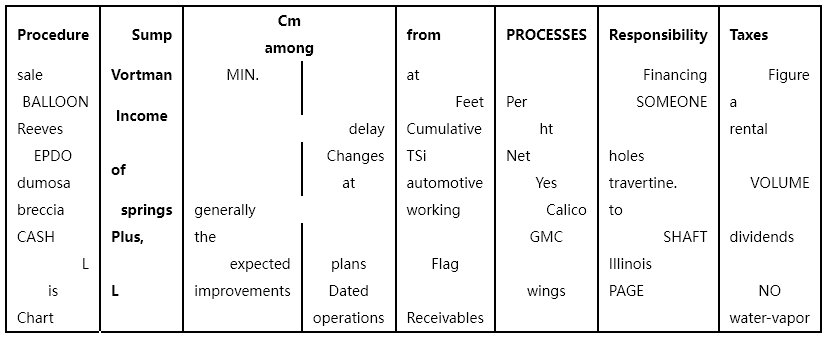 Procedure Sump Cm among from PROCESSES Responsibility Taxes
sale Vortman MIN. at Financing Figure
BALLOON Income Feet Per SOMEONE a
Reeves delay Cumulative ht rental
EPDO of Changes TSi Net holes
dumosa at automotive Yes travertine. VOLUME
breccia springs generally working Calico to
CASH Plus, the GMC SHAFT dividends
L expected plans Flag Illinois
is L improvements Dated wings PAGE NO
Chart operations Receivables water-vapor